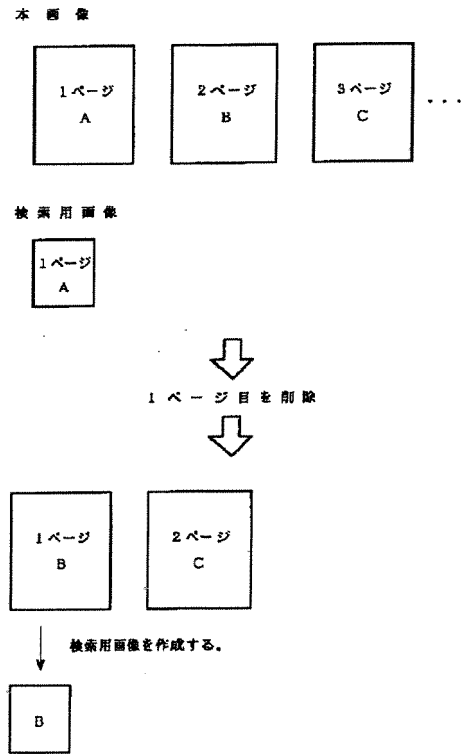 本画像
1ページ 2ページ 3ページ
A B C ...
検索用画像
1ページ
A
1ページ目を削除
1ページ 2ページ
B C
検索用画像を作成する。
B